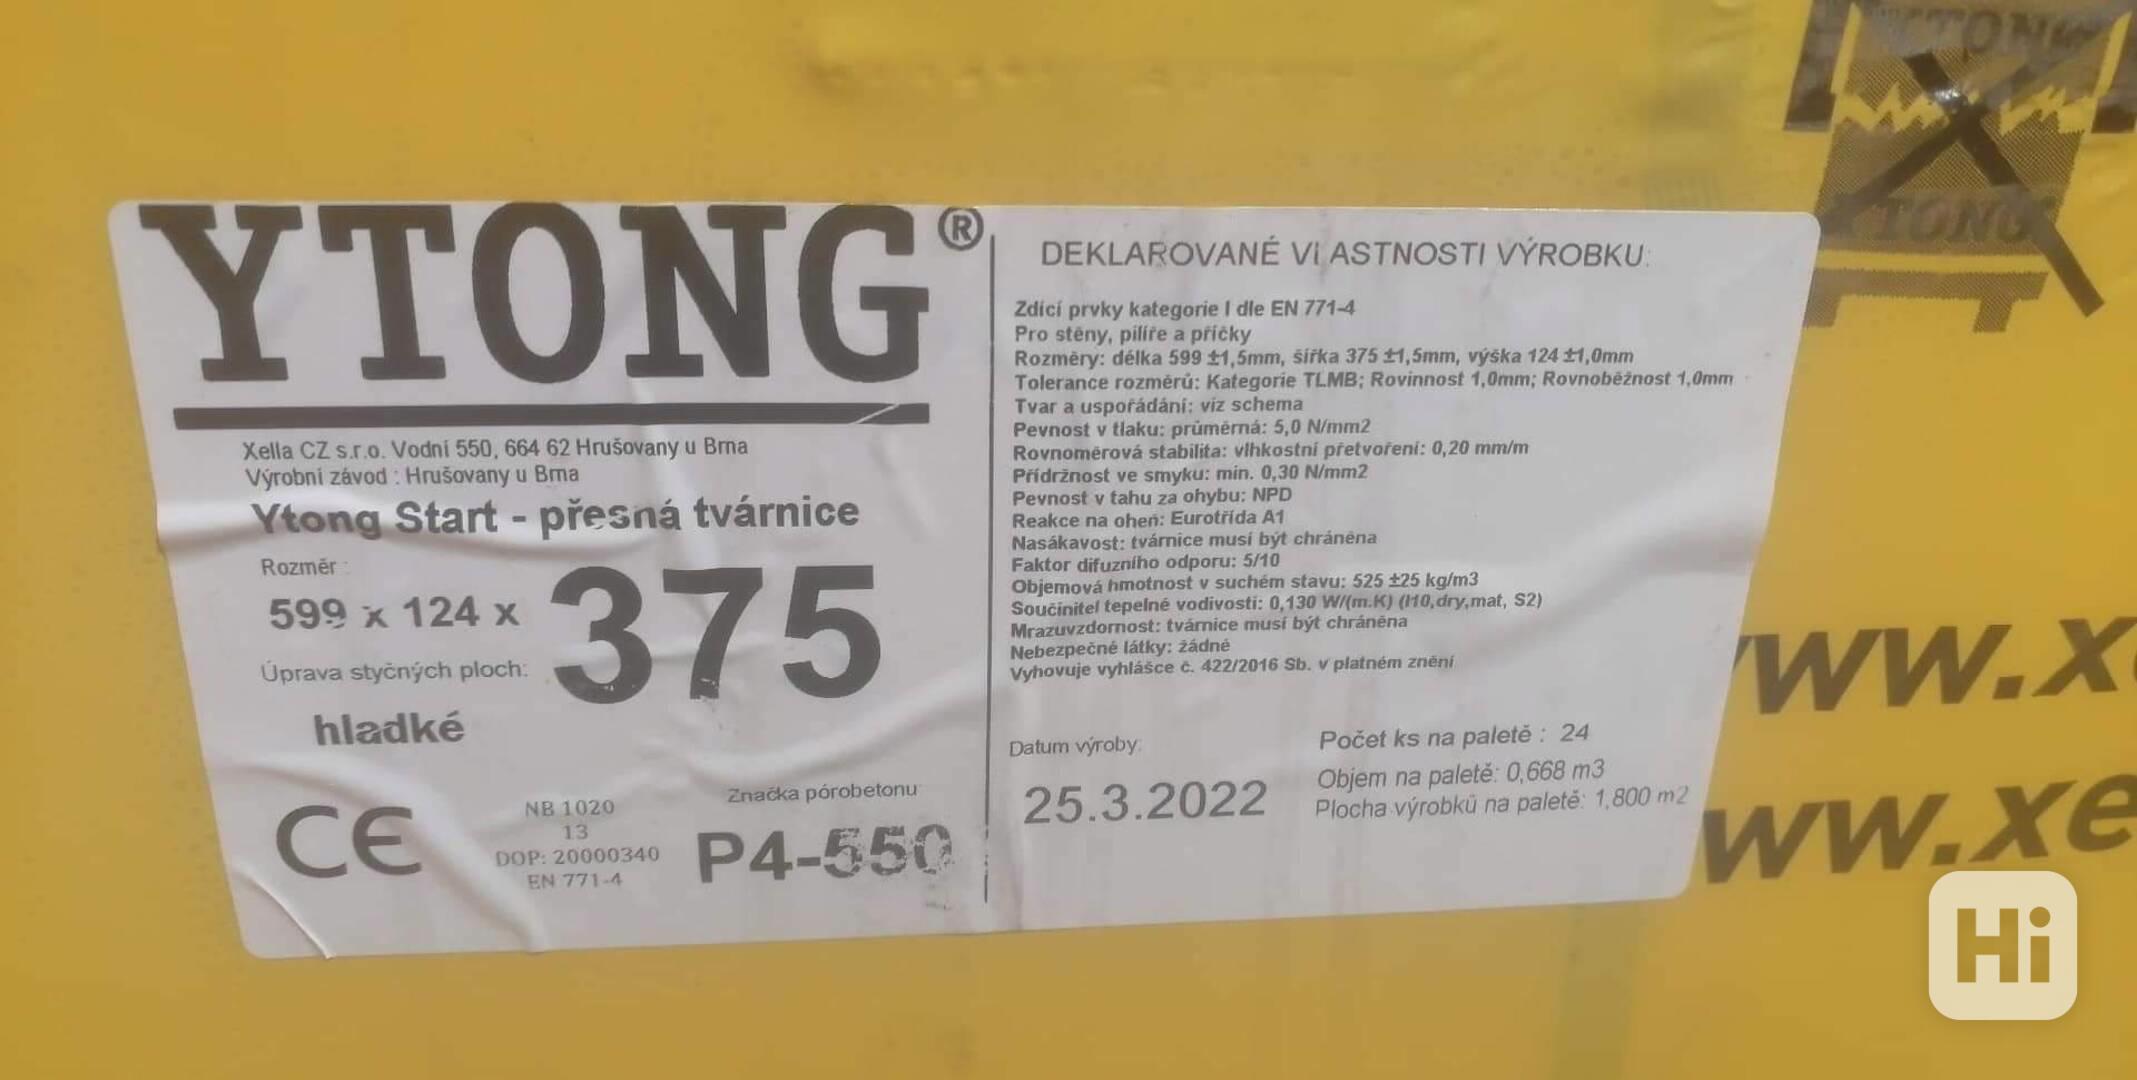 YTONG
YTONG
YTONG®
Xella CZ s.r.o. Vodní 550, 664 62 Hrušovany u Brna
Výrobní závod : Hrušovany u Brna
Ytong Start - přesná tvárnice
Rozměr :
599 x 124 x 375
Úprava styčných ploch:
hladké
CE
NB 1020
13
DOP: 20000340
EN 771-4
Značka pórobetonu
P4-550
DEKLAROVANÉ VLASTNOSTI VÝROBKU:
Zdící prvky kategorie I dle EN 771-4
Pro stěny, pilíře a příčky
Rozměry: délka 599 ±1,5mm, šířka 375 ±1,5mm, výška 124 ±1,0mm
Tolerance rozměrů: Kategorie TLMB; Rovinnost 1,0mm; Rovnoběžnost 1,0mm
Tvar a uspořádání: viz schema
Pevnost v tlaku: průměrná: 5,0 N/mm2
Rovnoměrová stabilita: vlhkostní přetvoření: 0,20 mm/m
Přídržnost ve smyku: min. 0,30 N/mm2
Pevnost v tahu za ohybu: NPD
Reakce na oheň: Eurotřída A1
Nasákavost: tvárnice musí být chráněna
Faktor difuzního odporu: 5/10
Objemová hmotnost v suchém stavu: 525 ±25 kg/m3
Součinitel tepelné vodivosti: 0,130 W/(m.K) (l10,dry,mat, S2)
Mrazuvzdornost: tvárnice musí být chráněna
Nebezpečné látky: žádné
Vyhovuje vyhlášce č. 422/2016 Sb. v platném znění
Datum výroby:
25.3.2022
Počet ks na paletě : 24
Objem na paletě: 0,668 m3
Plocha výrobků na paletě: 1,800 m2
www.xe
ww.xe
Hi